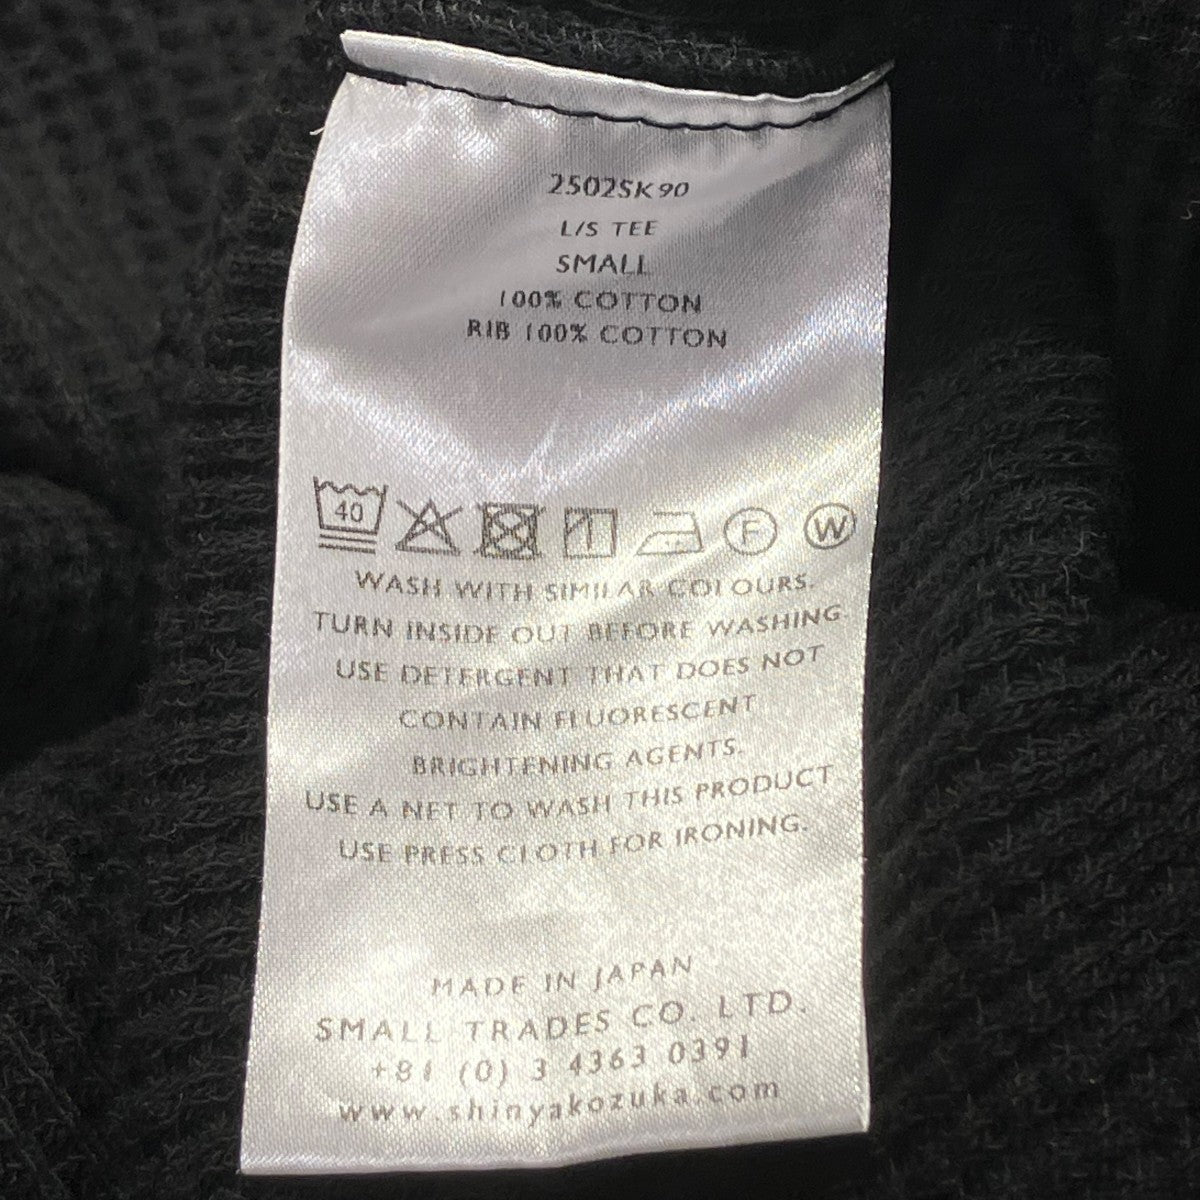 2502SK90
L/S TEE
SMALL
100% COTTON
RIB 100% COTTON
40 F W
WASH WITH SIMILAR COLOURS.
TURN INSIDE OUT BEFORE WASHING.
USE DETERGENT THAT DOES NOT
CONTAIN FLUORESCENT
BRIGHTENING AGENTS.
USE A NET TO WASH THIS PRODUCT
USE PRESS CLOTH FOR IRONING.
MADE IN JAPAN
SMALL TRADES CO. LTD.
+81 (0) 3 4363 0391
www.shinyakozuka.com